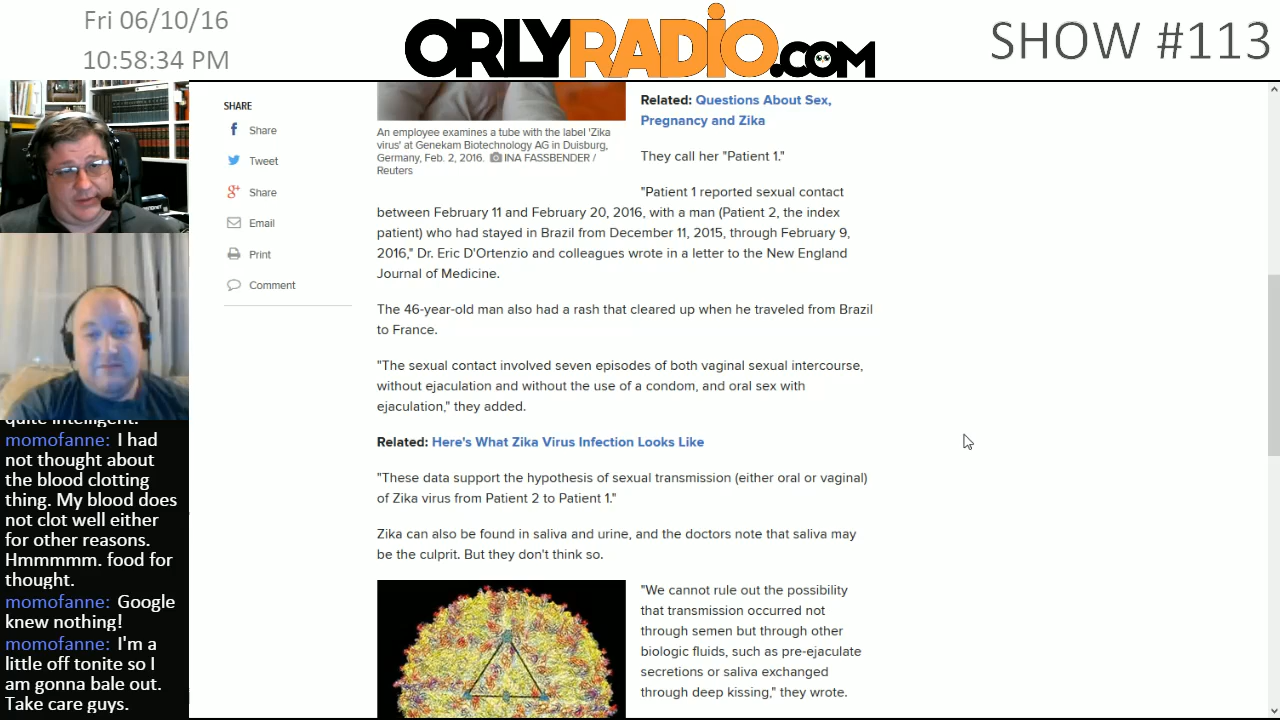 Fri 06/10/16
10:58:34 PM
ORLYRADIO.COM
SHOW #113
SHARE
Share
Tweet
Share
Email
Print
Comment
An employee examines a tube with the label 'Zika
virus' at Genekam Biotechnology AG in Duisburg,
Germany, Feb. 2, 2016. INA FASSBENDER /
Reuters
Related: Questions About Sex,
Pregnancy and Zika
They call her "Patient 1."
"Patient 1 reported sexual contact
between February 11 and February 20, 2016, with a man (Patient 2, the index
patient) who had stayed in Brazil from December 11, 2015, through February 9,
2016," Dr. Eric D'Ortenzio and colleagues wrote in a letter to the New England
Journal of Medicine.
The 46-year-old man also had a rash that cleared up when he traveled from Brazil
to France.
"The sexual contact involved seven episodes of both vaginal sexual intercourse,
without ejaculation and without the use of a condom, and oral sex with
ejaculation," they added.
Related: Here's What Zika Virus Infection Looks Like
"These data support the hypothesis of sexual transmission (either oral or vaginal)
of Zika virus from Patient 2 to Patient 1."
Zika can also be found in saliva and urine, and the doctors note that saliva may
be the culprit. But they don't think so.
"We cannot rule out the possibility
that transmission occurred not
through semen but through other
biologic fluids, such as pre-ejaculate
secretions or saliva exchanged
through deep kissing," they wrote.
quite intelligent.
momofanne: I had
not thought about
the blood clotting
thing. My blood does
not clot well either
for other reasons.
Hmmmmm. food for
thought.
momofanne: Google
knew nothing!
momofanne: I'm a
little off tonite so I
am gonna bale out.
Take care guys.